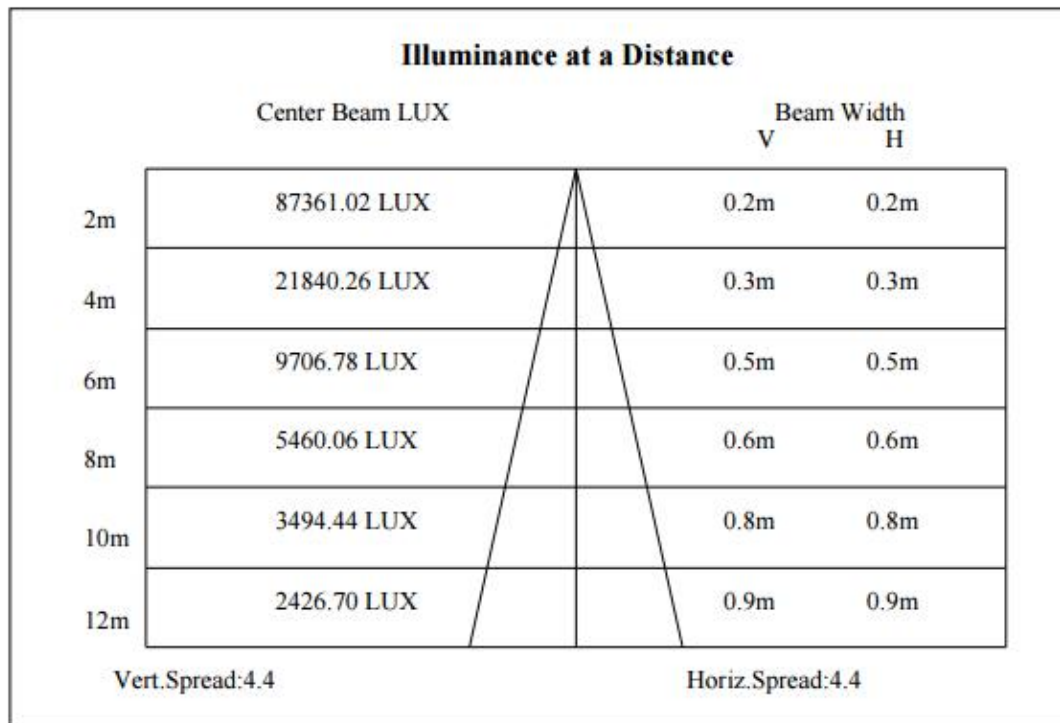 Illuminance at a Distance
Center Beam LUX Beam Width
V H
2m 87361.02 LUX 0.2m 0.2m
4m 21840.26 LUX 0.3m 0.3m
6m 9706.78 LUX 0.5m 0.5m
8m 5460.06 LUX 0.6m 0.6m
10m 3494.44 LUX 0.8m 0.8m
12m 2426.70 LUX 0.9m 0.9m
Vert.Spread:4.4 Horiz.Spread:4.4